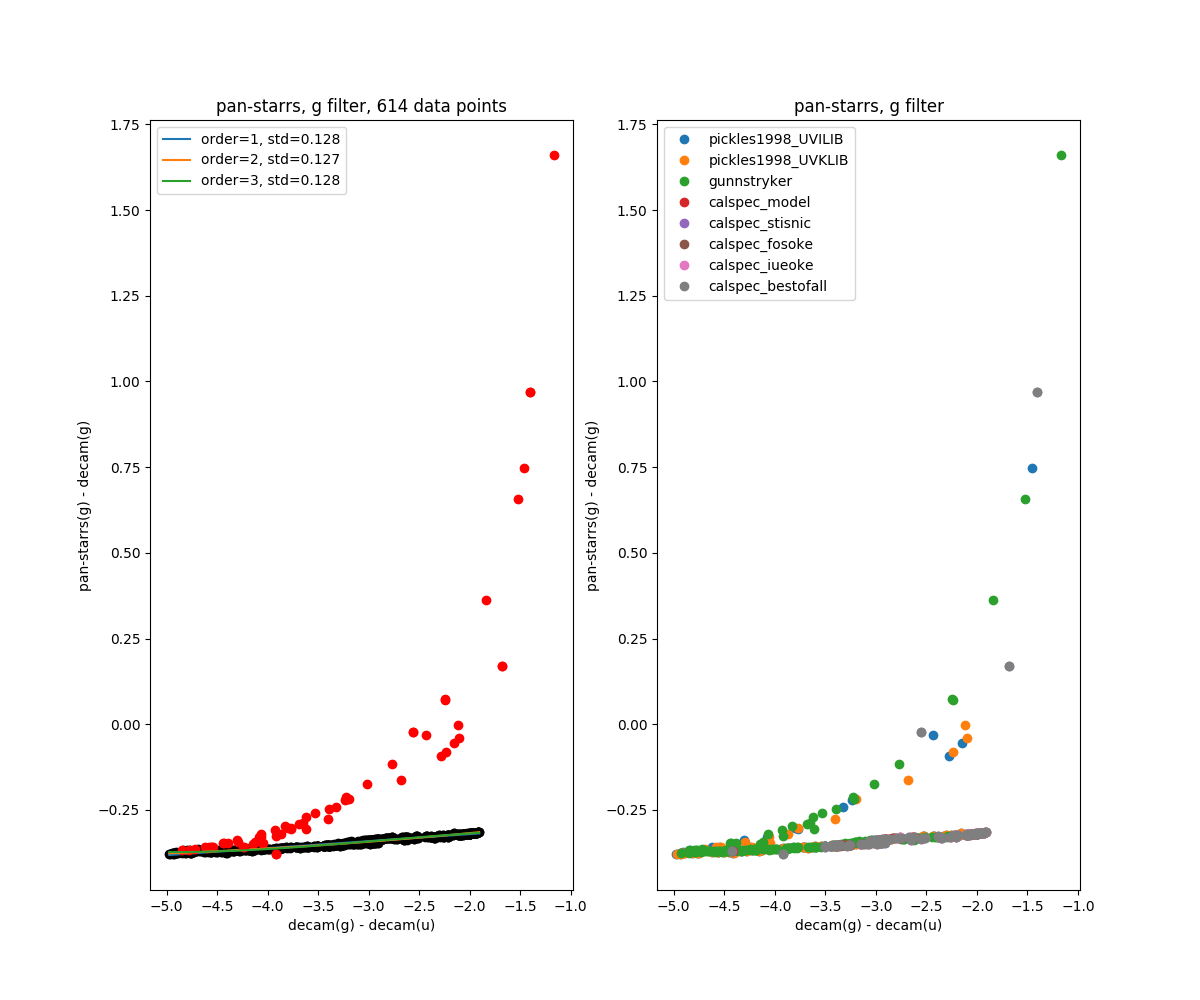 pan-starrs, g filter, 614 data points
order=1, std=0.128
order=2, std=0.127
order=3, std=0.128
1.75
1.50
1.25
1.00
0.75
0.50
0.25
0.00
−0.25
pan-starrs(g) - decam(g)
−5.0 −4.5 −4.0 −3.5 −3.0 −2.5 −2.0 −1.5 −1.0
decam(g) - decam(u)
pan-starrs, g filter
pickles1998_UVILIB
pickles1998_UVKLIB
gunnstryker
calspec_model
calspec_stisnic
calspec_fosoke
calspec_iueoke
calspec_bestofall
1.75
1.50
1.25
1.00
0.75
0.50
0.25
0.00
−0.25
pan-starrs(g) - decam(g)
−5.0 −4.5 −4.0 −3.5 −3.0 −2.5 −2.0 −1.5 −1.0
decam(g) - decam(u)